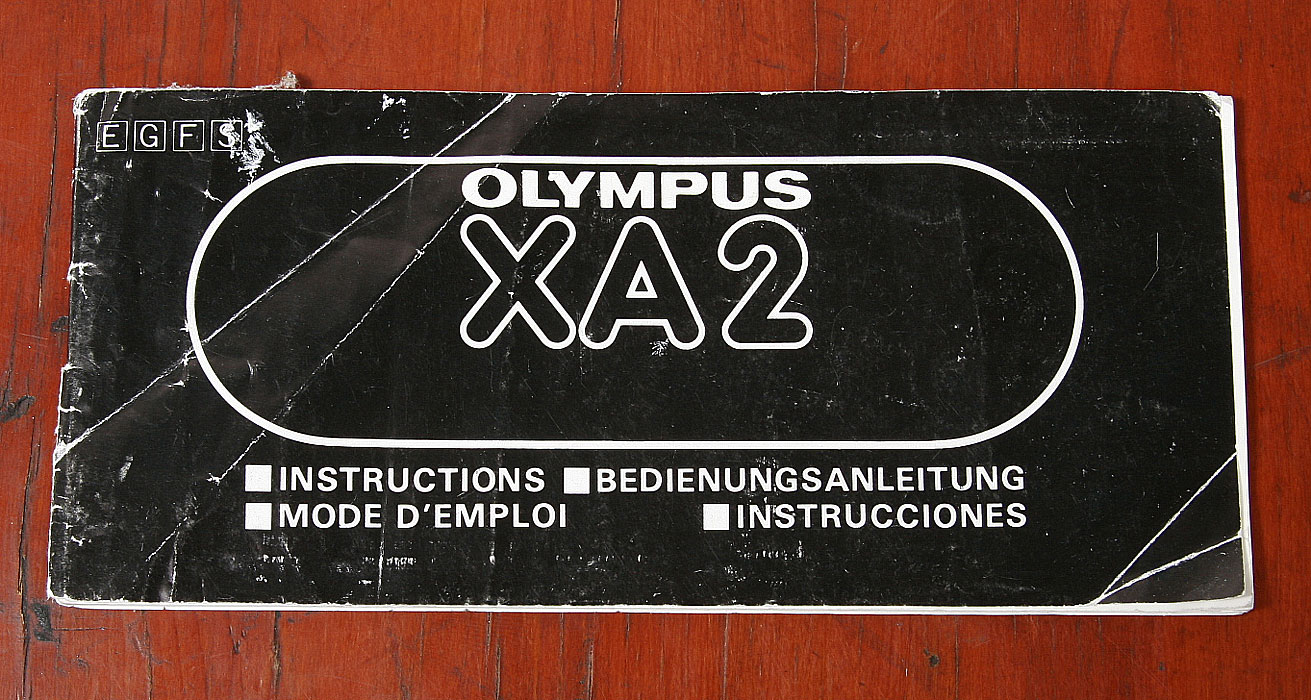 E G F S
OLYMPUS
XA2
INSTRUCTIONS BEDIENUNGSANLEITUNG
MODE D'EMPLOI INSTRUCCIONES